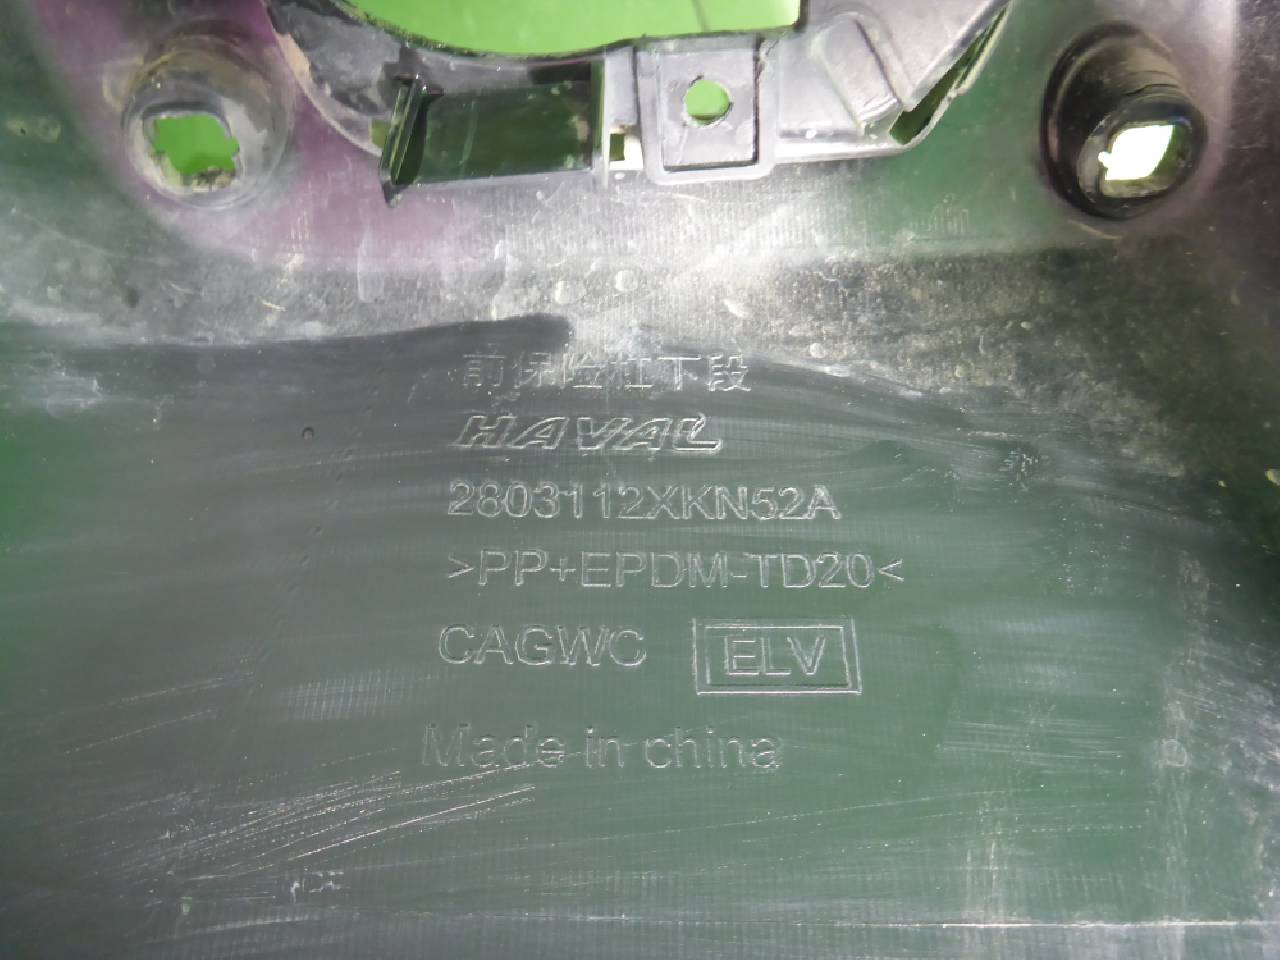 前保险杠下段
HAVAL
2803112XKN52A
>PP+EPDM-TD20<
CAGWC ELV
Made in china